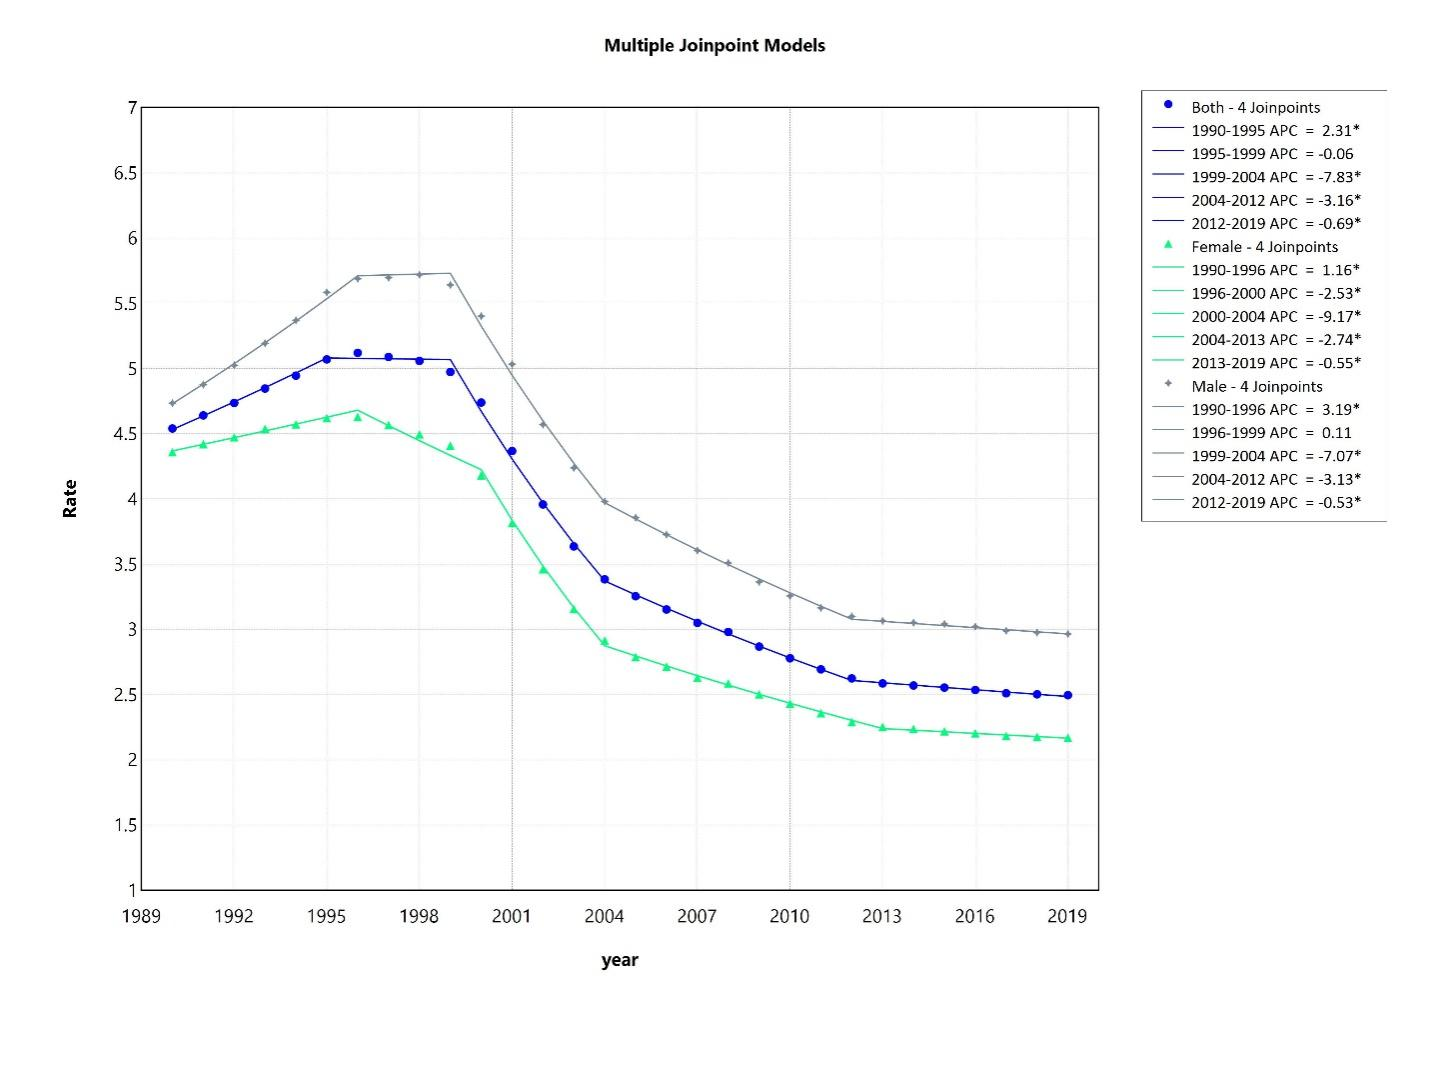 Multiple Joinpoint Models
Both - 4 Joinpoints
1990-1995 APC = 2.31*
1995-1999 APC = -0.06
1999-2004 APC = -7.83*
2004-2012 APC = -3.16*
2012-2019 APC = -0.69*
Female - 4 Joinpoints
1990-1996 APC = 1.16*
1996-2000 APC = -2.53*
2000-2004 APC = -9.17*
2004-2013 APC = -2.74*
2013-2019 APC = -0.55*
Male - 4 Joinpoints
1990-1996 APC = 3.19*
1996-1999 APC = 0.11
1999-2004 APC = -7.07*
2004-2012 APC = -3.13*
2012-2019 APC = -0.53*
7
6.5
6
5.5
5
4.5
4
3.5
3
2.5
2
1.5
1
Rate
1989 1992 1995 1998 2001 2004 2007 2010 2013 2016 2019
year